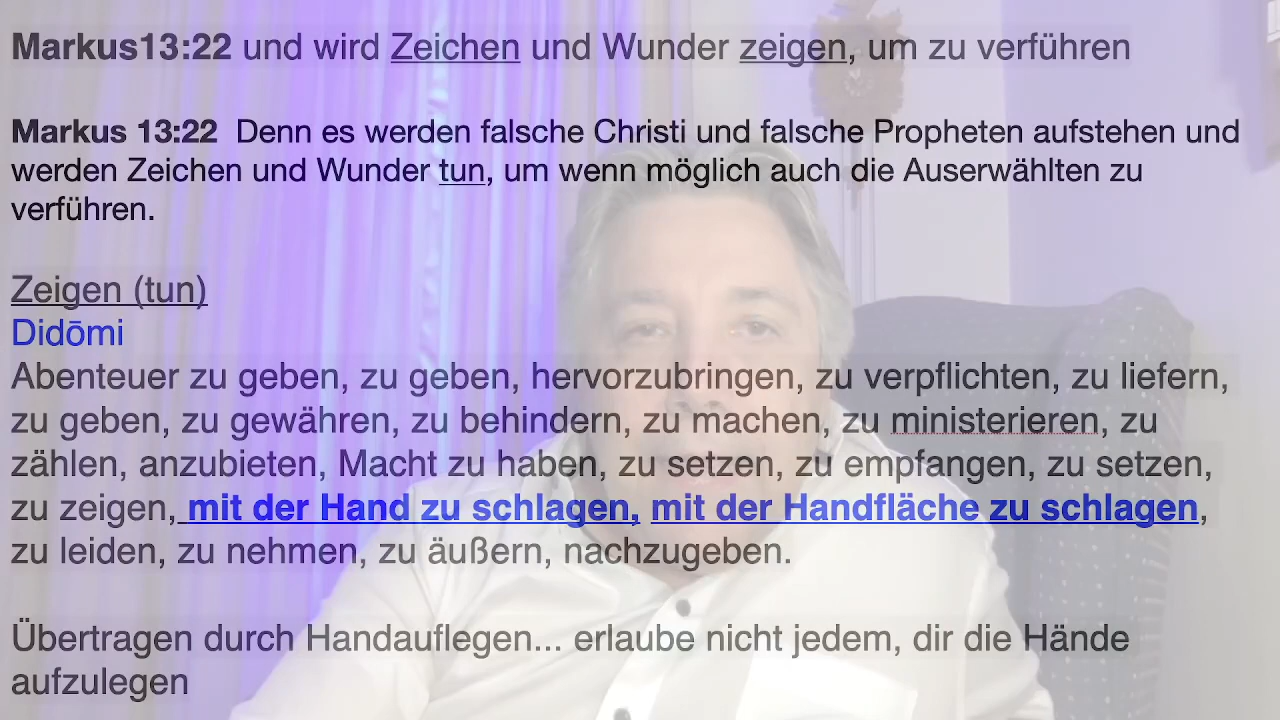 Markus13:22 und wird Zeichen und Wunder zeigen, um zu verführen
Markus 13:22 Denn es werden falsche Christi und falsche Propheten aufstehen und
werden Zeichen und Wunder tun, um wenn möglich auch die Auserwählten zu
verführen.
Zeigen (tun)
Didōmi
Abenteuer zu geben, zu geben, hervorzubringen, zu verpflichten, zu liefern,
zu geben, zu gewähren, zu behindern, zu machen, zu ministerieren, zu
zählen, anzubieten, Macht zu haben, zu setzen, zu empfangen, zu setzen,
zu zeigen, mit der Hand zu schlagen, mit der Handfläche zu schlagen,
zu leiden, zu nehmen, zu äußern, nachzugeben.
Übertragen durch Handauflegen... erlaube nicht jedem, dir die Hände
aufzulegen